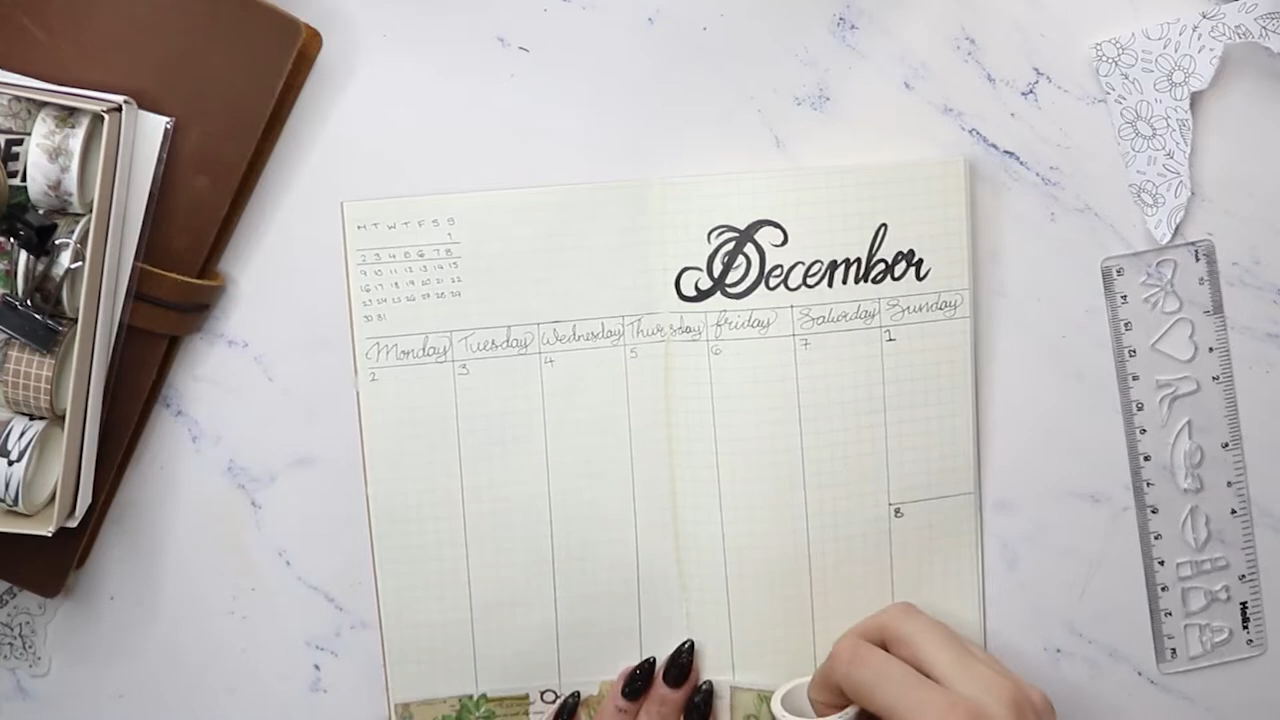 M T W T F S S
1
2 3 4 5 6 7 8
9 10 11 12 13 14 15
16 17 18 19 20 21 22
23 24 25 26 27 28 29
30 31
December
Monday Tuesday Wednesday Thursday friday Saturday Sunday
2 3 4 5 6 7 1
8
E
Helix